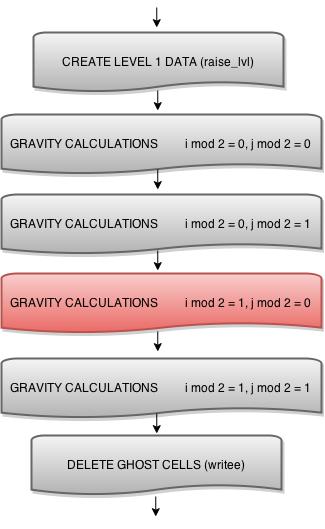 CREATE LEVEL 1 DATA (raise_lvl)
GRAVITY CALCULATIONS i mod 2 = 0, j mod 2 = 0
GRAVITY CALCULATIONS i mod 2 = 0, j mod 2 = 1
GRAVITY CALCULATIONS i mod 2 = 1, j mod 2 = 0
GRAVITY CALCULATIONS i mod 2 = 1, j mod 2 = 1
DELETE GHOST CELLS (writee)